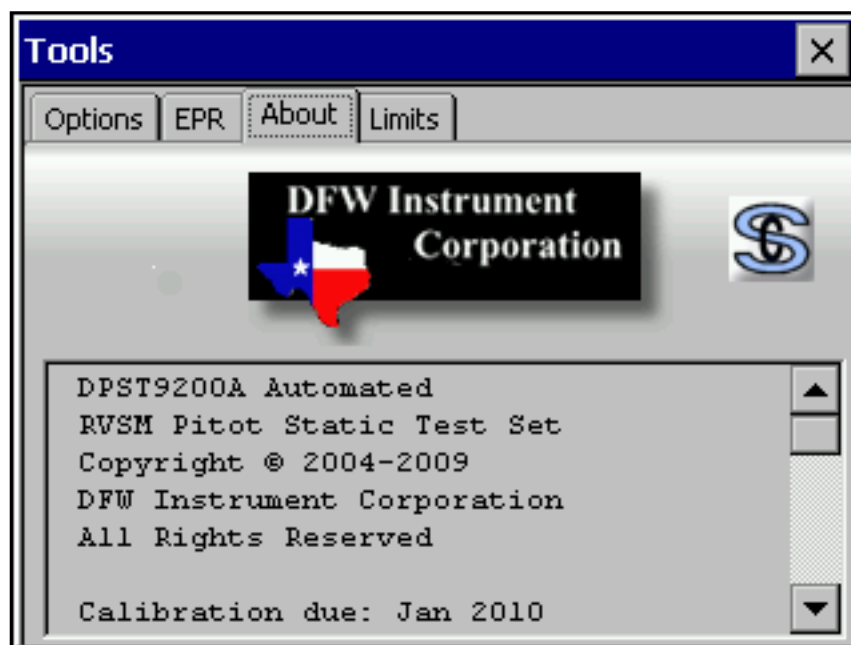 Tools
Options EPR About Limits
DFW Instrument
Corporation
DPST9200A Automated
RVSM Pitot Static Test Set
Copyright © 2004-2009
DFW Instrument Corporation
All Rights Reserved
Calibration due: Jan 2010